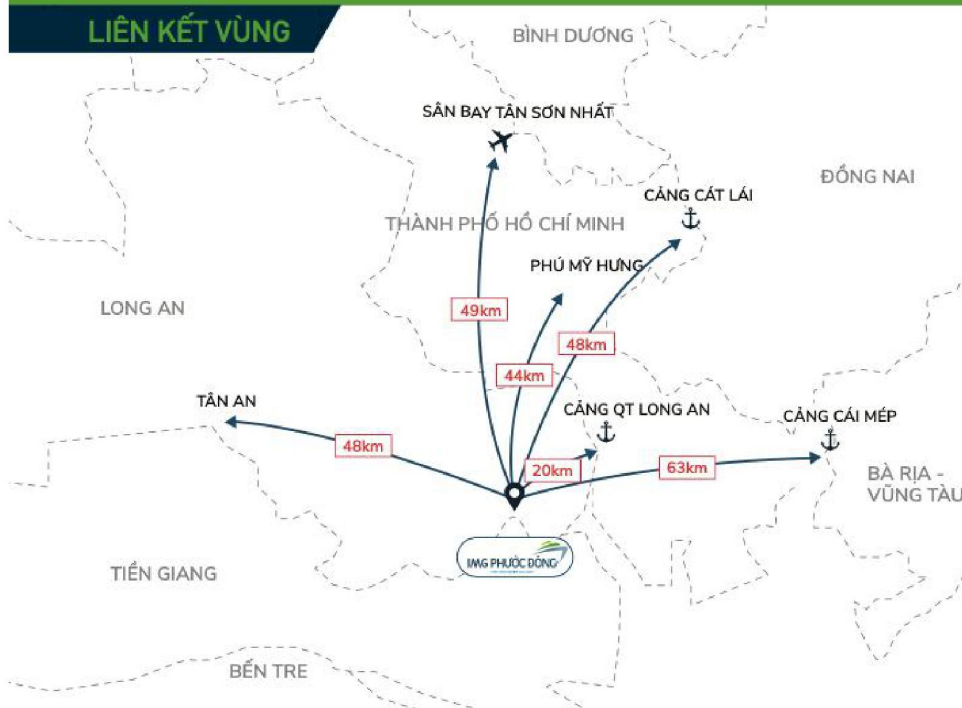 LIÊN KẾT VÙNG
BÌNH DƯƠNG
SÂN BAY TÂN SƠN NHẤT
ĐỒNG NAI
CẢNG CÁT LÁI
THÀNH PHỐ HỒ CHÍ MINH
PHÚ MỸ HƯNG
LONG AN
49km
48km
44km
TÂN AN
CẢNG QT LONG AN
CẢNG CÁI MÉP
48km
20km
63km
BÀ RỊA -
VŨNG TÀU
IMG PHƯỚC ĐÔNG
TIỀN GIANG
BẾN TRE